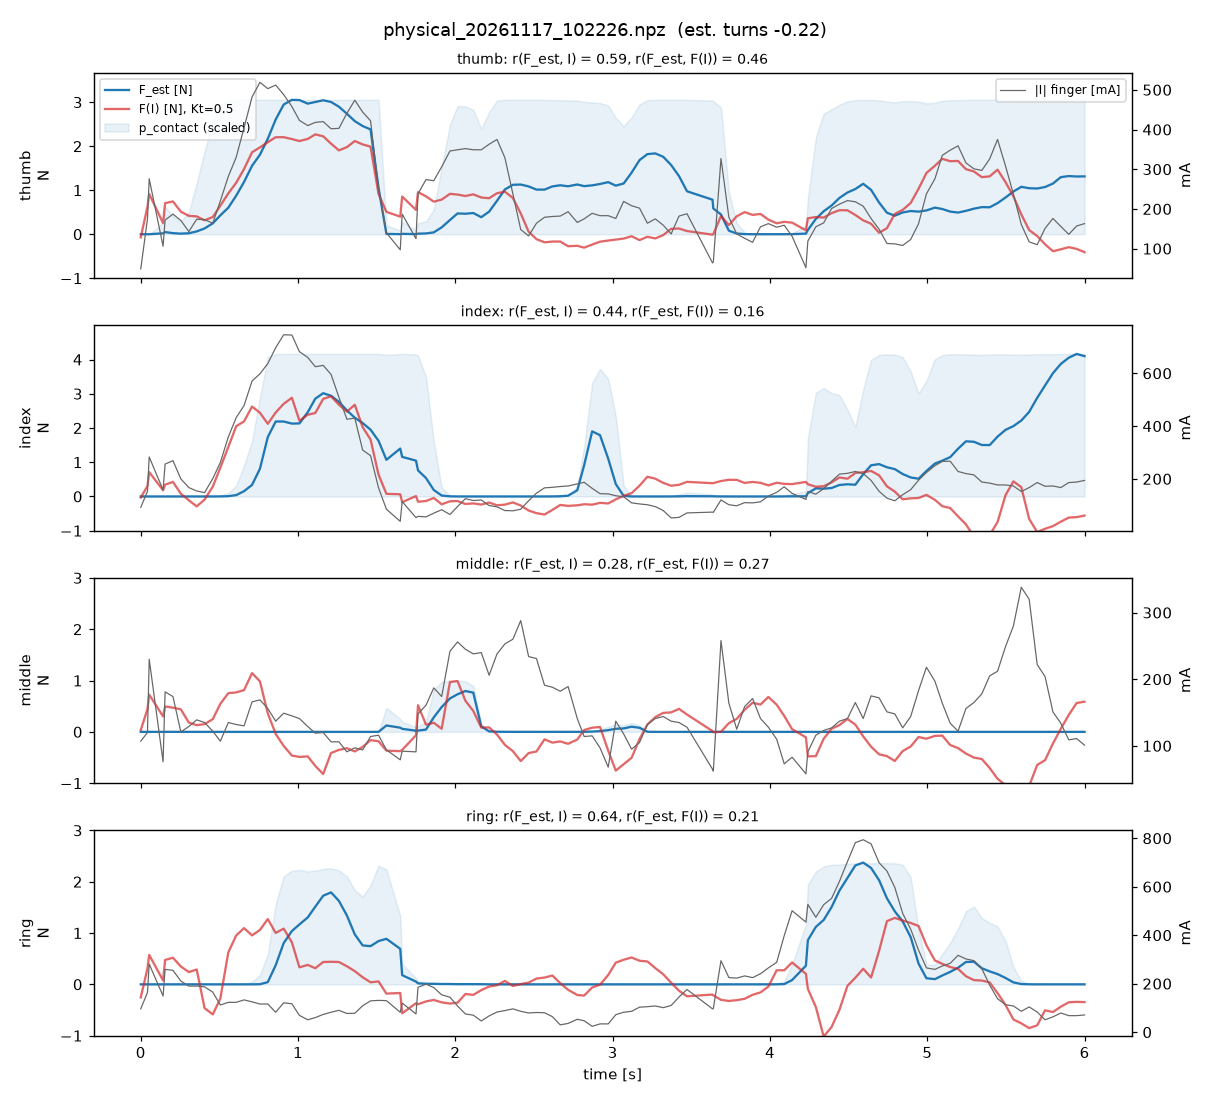 physical_20261117_102226.npz  (est. turns -0.22)
thumb: r(F_est, I) = 0.59, r(F_est, F(I)) = 0.46
F_est [N]
F(I) [N], Kt=0.5
p_contact (scaled)
|I| finger [mA]
3
2
1
0
−1
500
400
300
200
100
thumb
N
mA
index: r(F_est, I) = 0.44, r(F_est, F(I)) = 0.16
4
3
2
1
0
−1
600
400
200
index
N
mA
middle: r(F_est, I) = 0.28, r(F_est, F(I)) = 0.27
3
2
1
0
−1
300
200
100
middle
N
mA
ring: r(F_est, I) = 0.64, r(F_est, F(I)) = 0.21
3
2
1
0
−1
800
600
400
200
0
ring
N
mA
0 1 2 3 4 5 6
time [s]